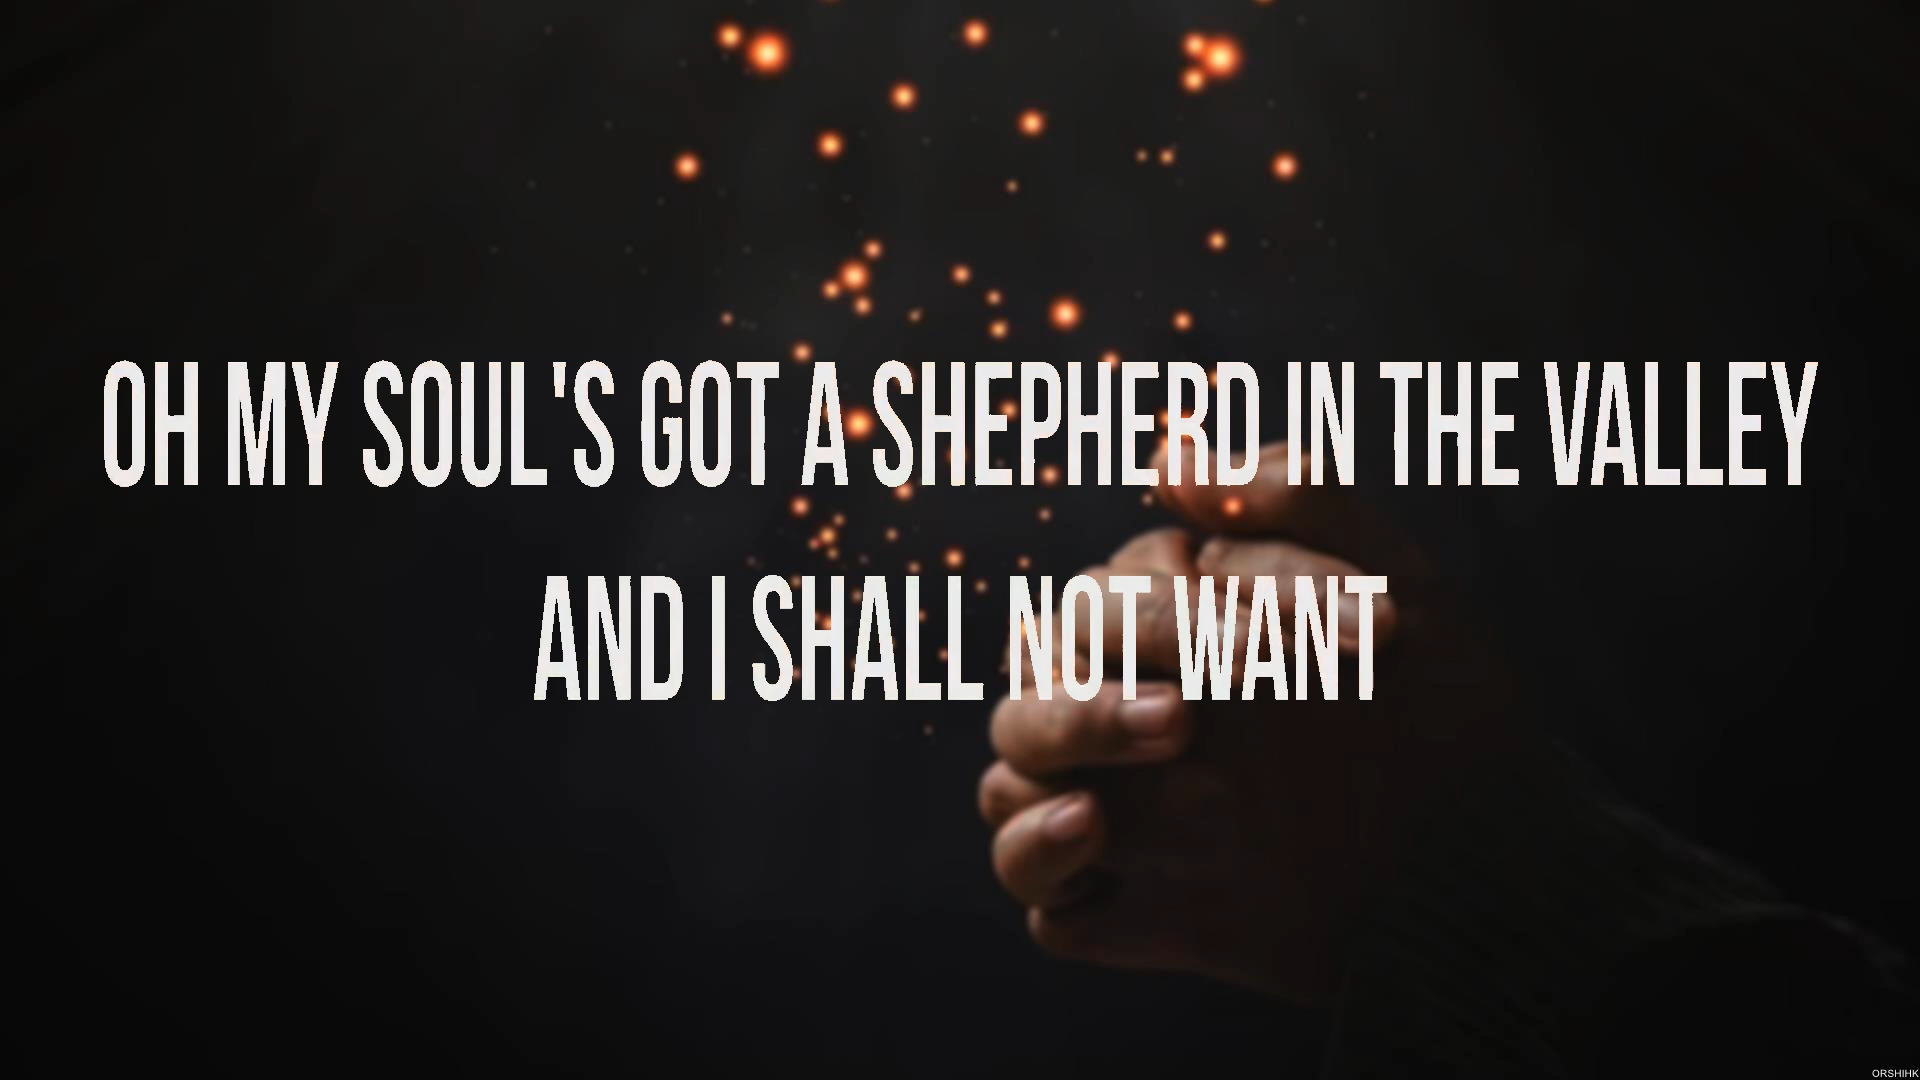 OH MY SOUL'S GOT A SHEPHERD IN THE VALLEY
AND I SHALL NOT WANT
ORSHIHK